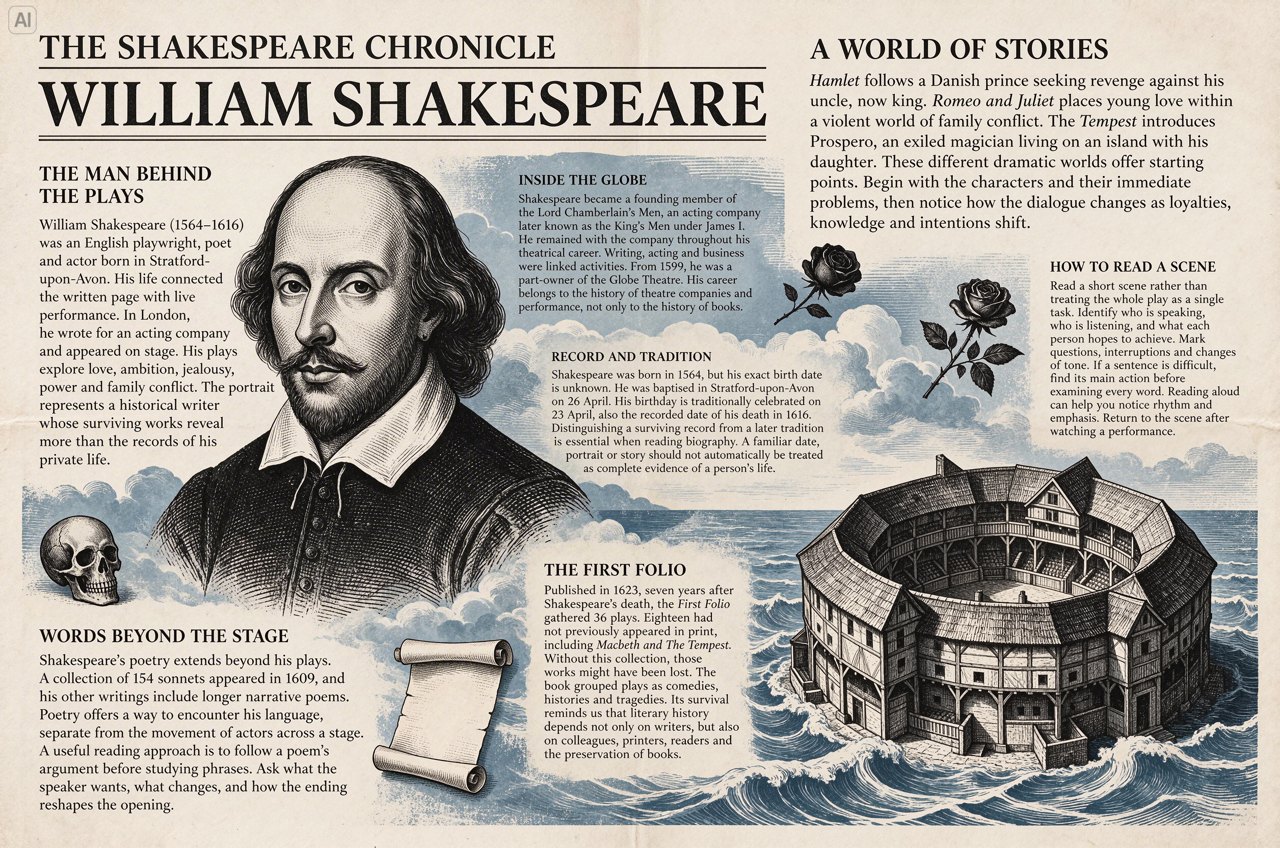 AI
THE SHAKESPEARE CHRONICLE
WILLIAM SHAKESPEARE
THE MAN BEHIND
THE PLAYS
William Shakespeare (1564–1616)
was an English playwright, poet
and actor born in Stratford-
upon-Avon. His life connected
the written page with live
performance. In London,
he wrote for an acting company
and appeared on stage. His plays
explore love, ambition, jealousy,
power and family conflict. The portrait
represents a historical writer
whose surviving works reveal
more than the records of his
private life.
INSIDE THE GLOBE
Shakespeare became a founding member of
the Lord Chamberlain's Men, an acting company
later known as the King's Men under James I.
He remained with the company throughout his
theatrical career. Writing, acting and business
were linked activities. From 1599, he was a
part-owner of the Globe Theatre. His career
belongs to the history of theatre companies and
performance, not only to the history of books.
RECORD AND TRADITION
Shakespeare was born in 1564, but his exact birth date
is unknown. He was baptised in Stratford-upon-Avon
on 26 April. His birthday is traditionally celebrated on
23 April, also the recorded date of his death in 1616.
Distinguishing a surviving record from a later tradition
is essential when reading biography. A familiar date,
portrait or story should not automatically be treated
as complete evidence of a person's life.
A WORLD OF STORIES
Hamlet follows a Danish prince seeking revenge against his
uncle, now king. Romeo and Juliet places young love within
a violent world of family conflict. The Tempest introduces
Prospero, an exiled magician living on an island with his
daughter. These different dramatic worlds offer starting
points. Begin with the characters and their immediate
problems, then notice how the dialogue changes as loyalties,
knowledge and intentions shift.
HOW TO READ A SCENE
Read a short scene rather than
treating the whole play as a single
task. Identify who is speaking,
who is listening, and what each
person hopes to achieve. Mark
questions, interruptions and changes
of tone. If a sentence is difficult,
find its main action before
examining every word. Reading aloud
can help you notice rhythm and
emphasis. Return to the scene after
watching a performance.
WORDS BEYOND THE STAGE
Shakespeare's poetry extends beyond his plays.
A collection of 154 sonnets appeared in 1609, and
his other writings include longer narrative poems.
Poetry offers a way to encounter his language,
separate from the movement of actors across a stage.
A useful reading approach is to follow a poem's
argument before studying phrases. Ask what the
speaker wants, what changes, and how the ending
reshapes the opening.
THE FIRST FOLIO
Published in 1623, seven years after
Shakespeare's death, the First Folio
gathered 36 plays. Eighteen had
not previously appeared in print,
including Macbeth and The Tempest.
Without this collection, those
works might have been lost. The
book grouped plays as comedies,
histories and tragedies. Its survival
reminds us that literary history
depends not only on writers, but also
on colleagues, printers, readers and
the preservation of books.